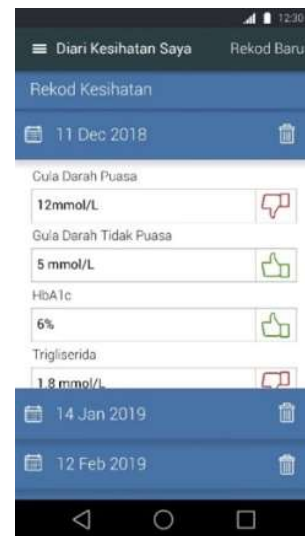 12:30
Diari Kesihatan Saya Rekod Baru
Rekod Kesihatan
11 Dec 2018
Gula Darah Puasa
12mmol/L
Gula Darah Tidak Puasa
5 mmol/L
HbA1c
6%
Trigliserida
1.8 mmol/L
14 Jan 2019
12 Feb 2019